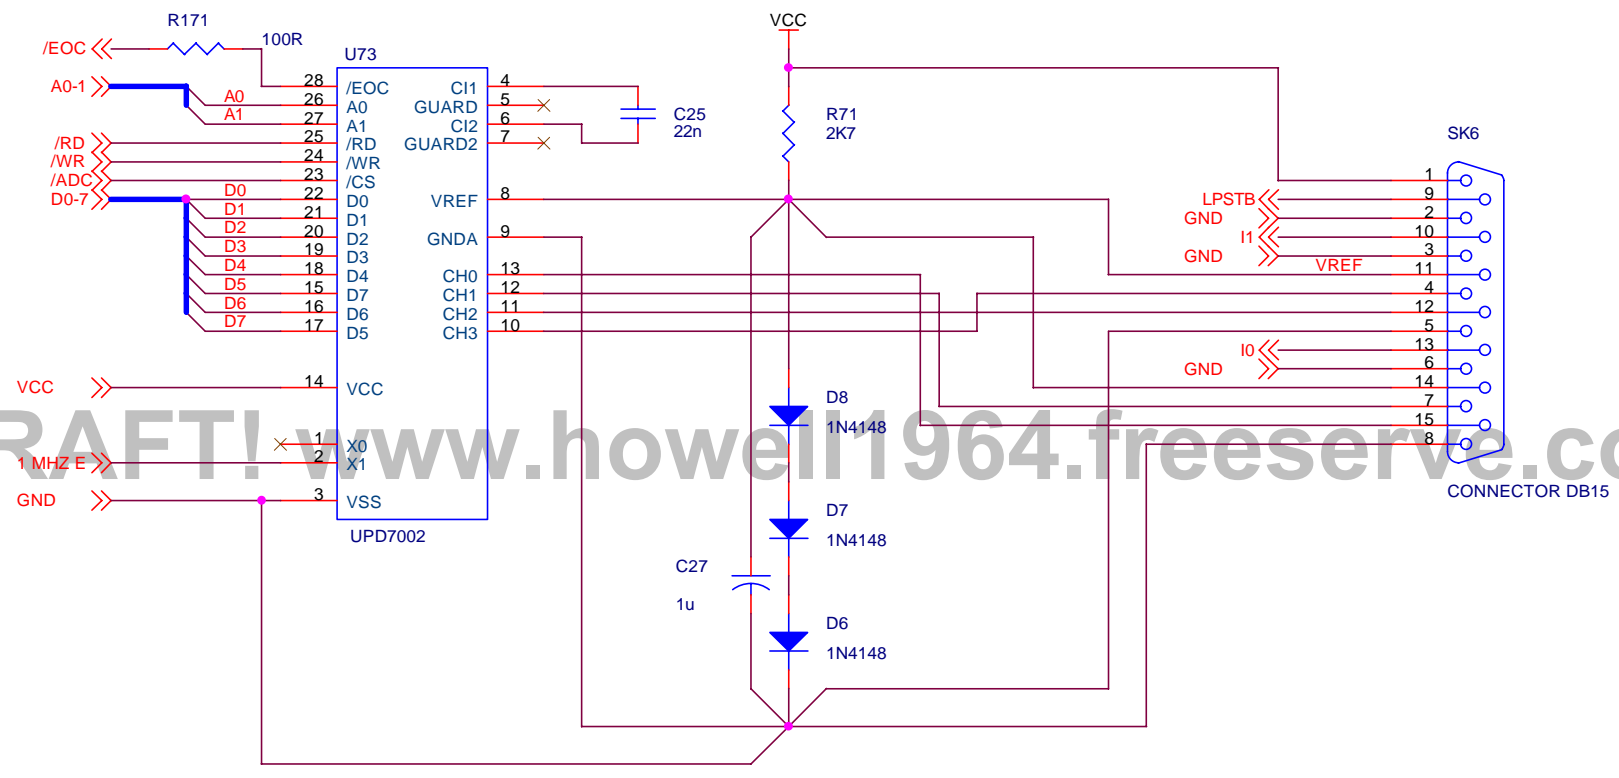 VCC
R171
/EOC
100R
U73
A0-1
28 /EOC CI1 4
A0 26 A0 GUARD 5
A1 27 A1 CI2 6
C25
22n
R71
2K7
SK6
/RD 25 /RD GUARD2 7
/WR 24 /WR
/ADC 23 /CS
D0-7 D0 22 D0 VREF 8
D1 21 D1
D2 20 D2 GNDA 9
D3 19 D3
D4 18 D4 CH0 13
D5 15 D7 CH1 12
D6 16 D6 CH2 11
D7 17 D5 CH3 10
1
LPSTB 9
GND 2
I1 10
GND 3
VREF 11
4
12
5
I0 13
GND 6
14
7
15
8
VCC 14 VCC
D8
1N4148
RAFT! www.howell1964.freeserve.co
1 X0
1 MHZ E 2 X1
GND 3 VSS
CONNECTOR DB15
UPD7002
D7
1N4148
C27
1u
D6
1N4148